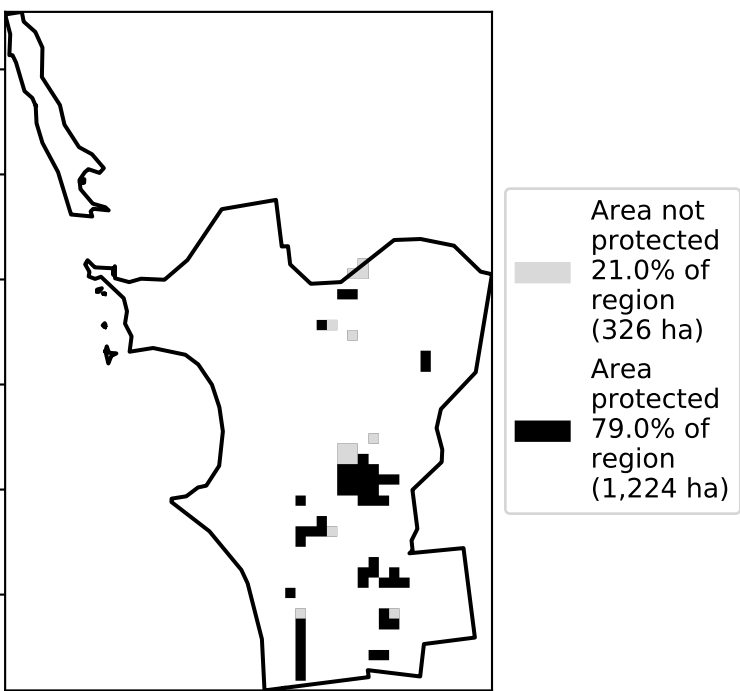 Area not
protected
21.0% of
region
(326 ha)
Area
protected
79.0% of
region
(1,224 ha)